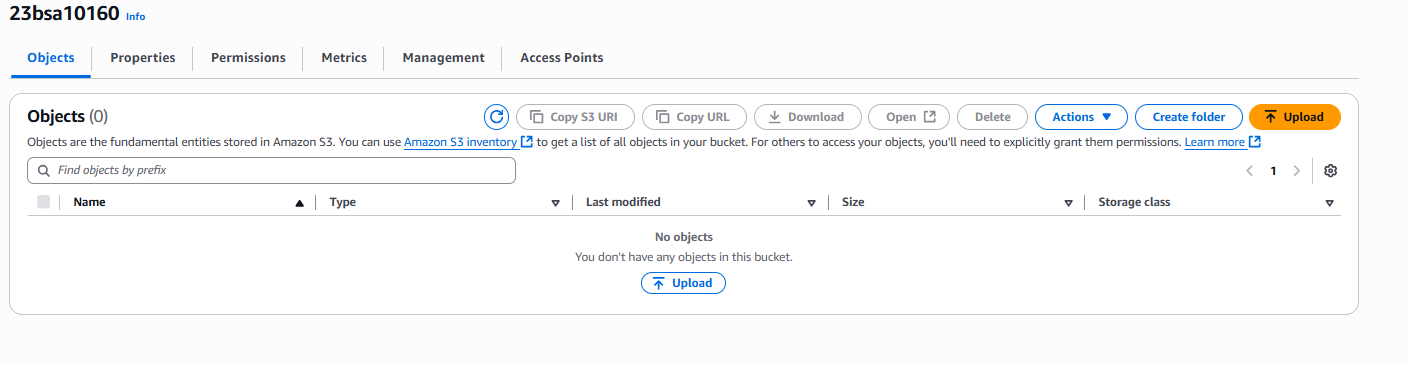 23bsa10160 Info
Objects Properties Permissions Metrics Management Access Points
Objects (0) Copy S3 URI Copy URL Download Open Delete Actions Create folder Upload
Objects are the fundamental entities stored in Amazon S3. You can use Amazon S3 inventory to get a list of all objects in your bucket. For others to access your objects, you'll need to explicitly grant them permissions. Learn more
Find objects by prefix 1
Name Type Last modified Size Storage class
No objects
You don't have any objects in this bucket.
Upload